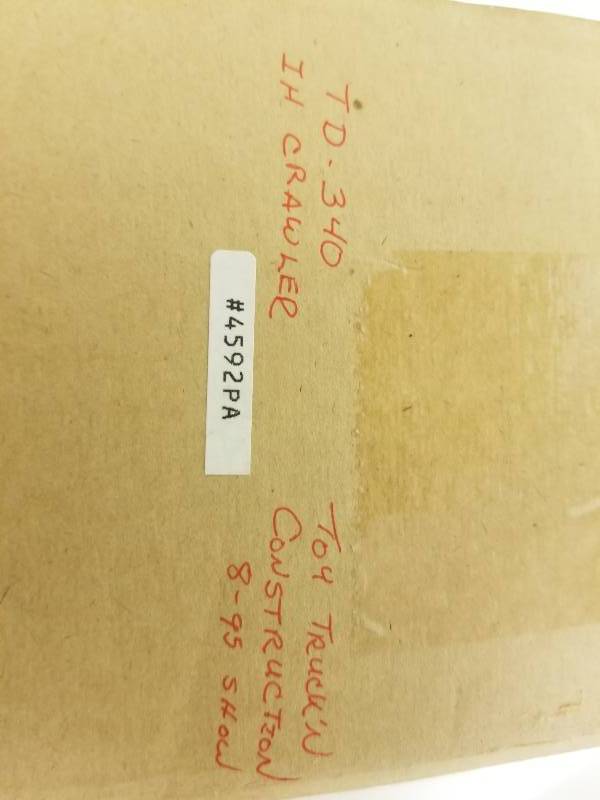 TD-340
IH CRAWLER
#4592PA
TOY TRUCK'N
CONSTRUCTION
8-95 SHOW